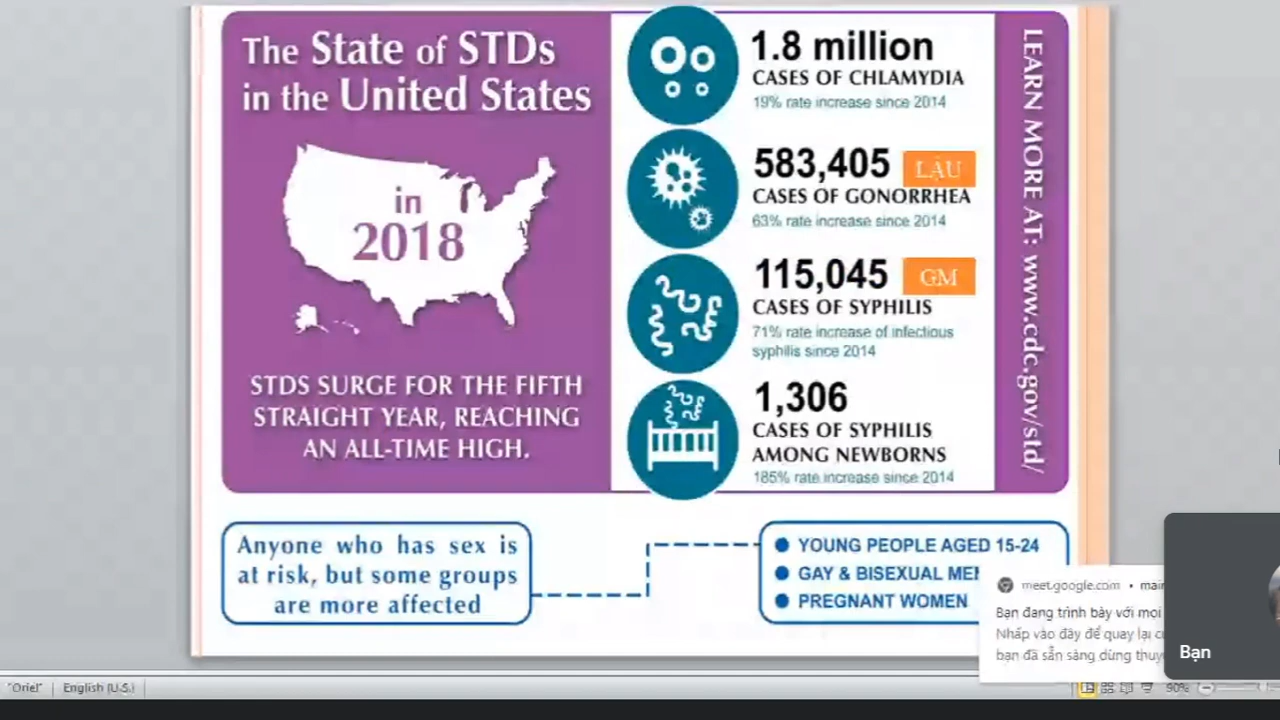 The State of STDs
in the United States
in
2018
STDS SURGE FOR THE FIFTH
STRAIGHT YEAR, REACHING
AN ALL-TIME HIGH.
1.8 million
CASES OF CHLAMYDIA
19% rate increase since 2014
583,405
LẬU
CASES OF GONORRHEA
63% rate increase since 2014
115,045
GM
CASES OF SYPHILIS
71% rate increase of infectious
syphilis since 2014
1,306
CASES OF SYPHILIS
AMONG NEWBORNS
185% rate increase since 2014
LEARN MORE AT: www.cdc.gov/std/
Anyone who has sex is
at risk, but some groups
are more affected
YOUNG PEOPLE AGED 15-24
GAY & BISEXUAL
PREGNANT WOMEN
meet.google.com •
Bạn đang trình bày với mọi
Nhấp vào đây để quay lại
bạn đã sẵn sàng dừng
Bạn
"Oriel"
English (U.S.)
90%